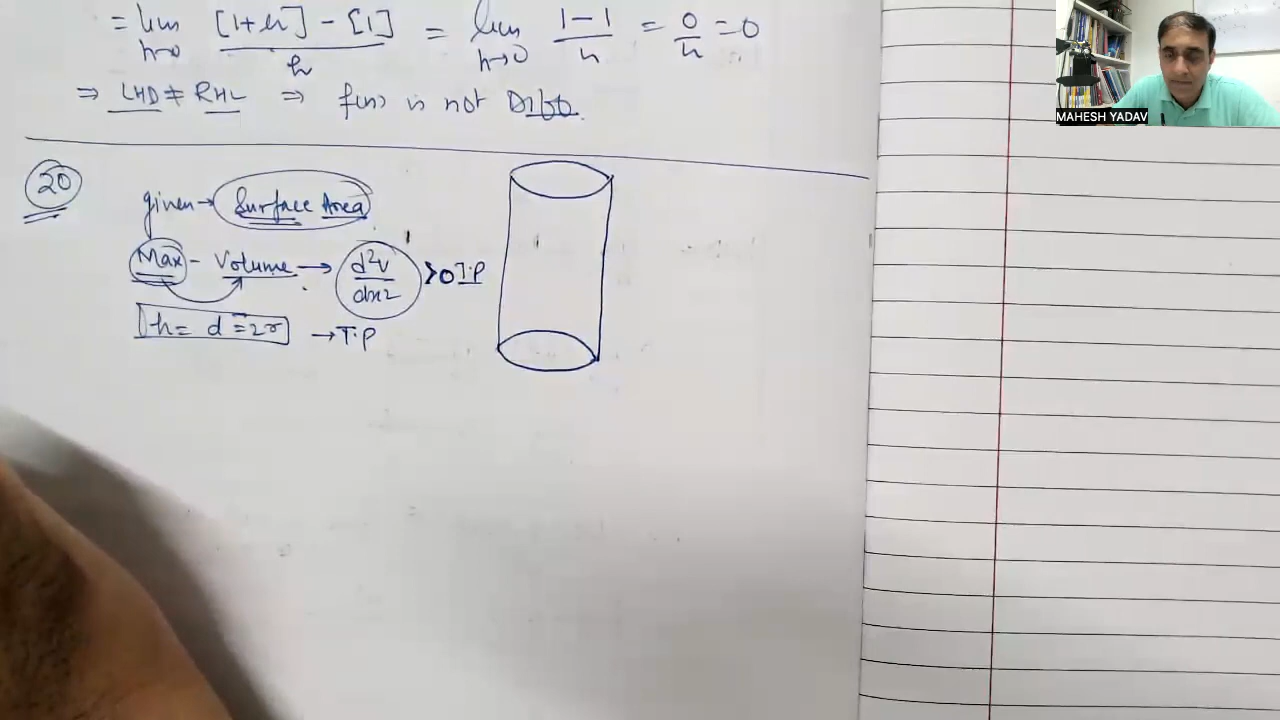 = lim h→0 [1+h] - [1] / h = lim h→0 1-1 / h = 0/h = 0
⇒ LHD ≠ RHL ⇒ f(x) is not Diff.
MAHESH YADAV
20
given → Surface Area
Max - Volume → d²v/dx² >0 I.P
h = d = 2r → T.P